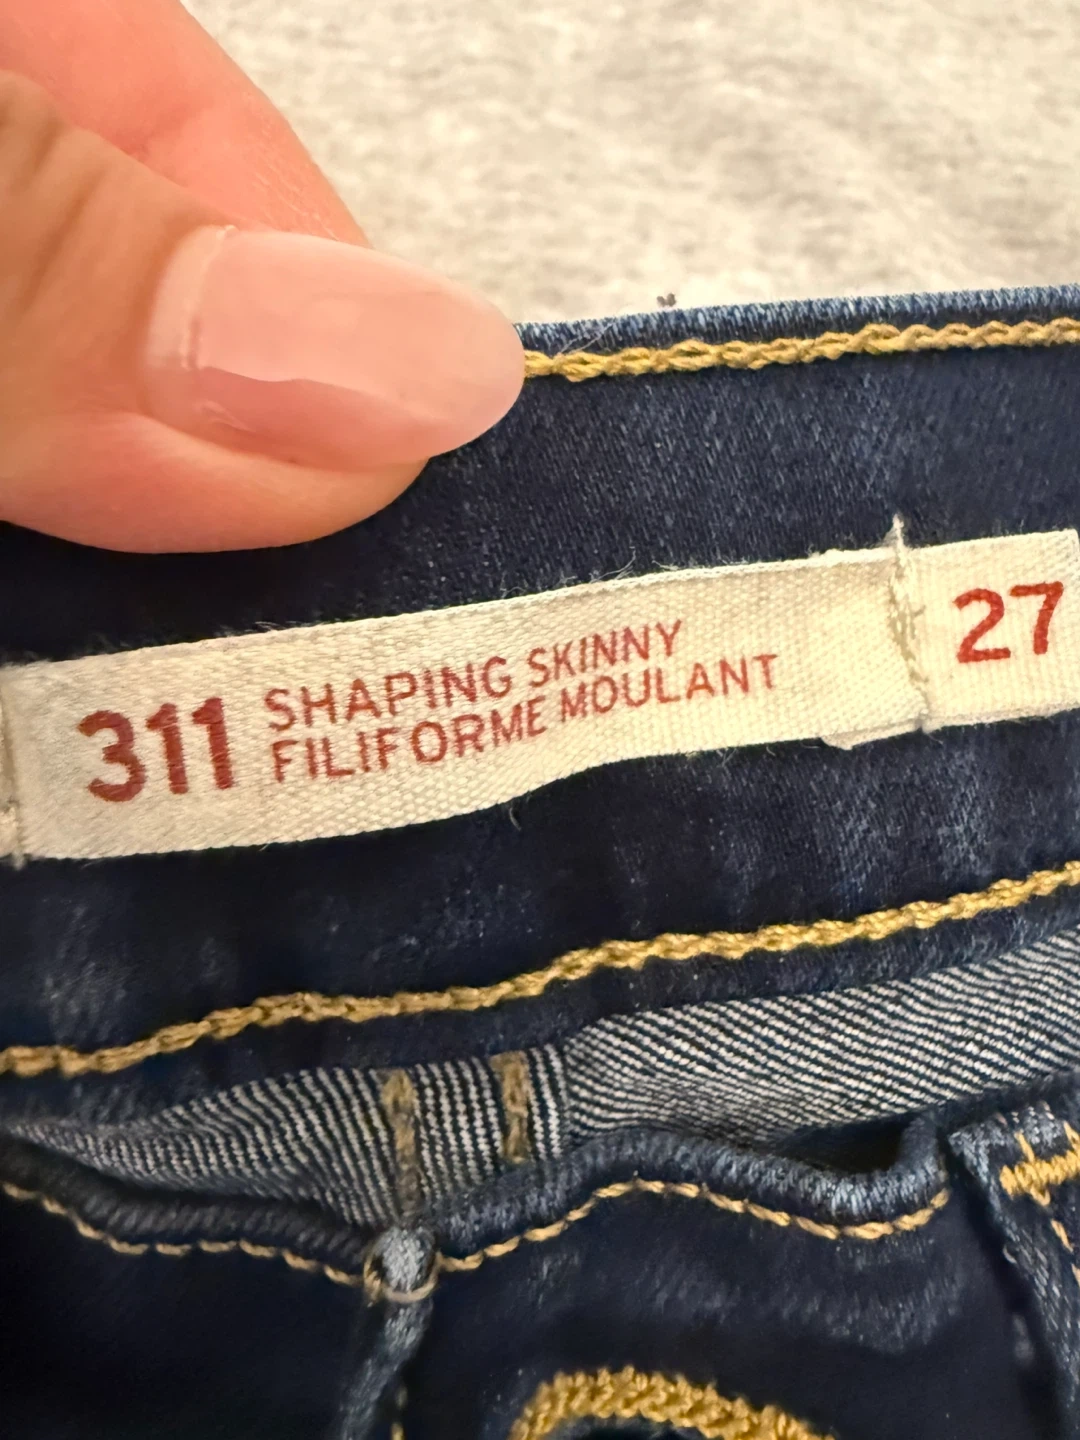 311
SHAPING SKINNY
FILIFORME MOULANT
27